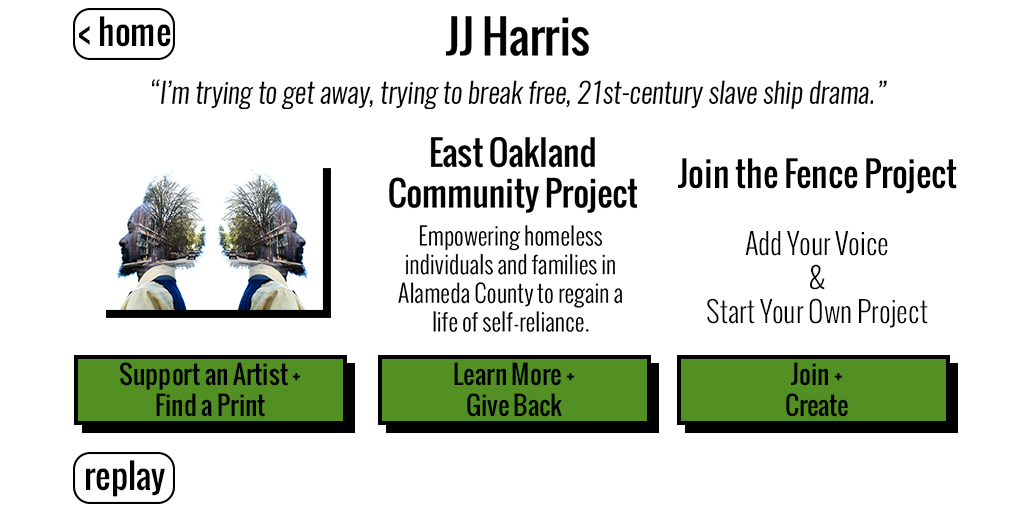 < home
JJ Harris
“I’m trying to get away, trying to break free, 21st-century slave ship drama.”
East Oakland
Community Project
Empowering homeless
individuals and families in
Alameda County to regain a
life of self-reliance.
Join the Fence Project
Add Your Voice
&
Start Your Own Project
Support an Artist +
Find a Print
Learn More +
Give Back
Join +
Create
replay